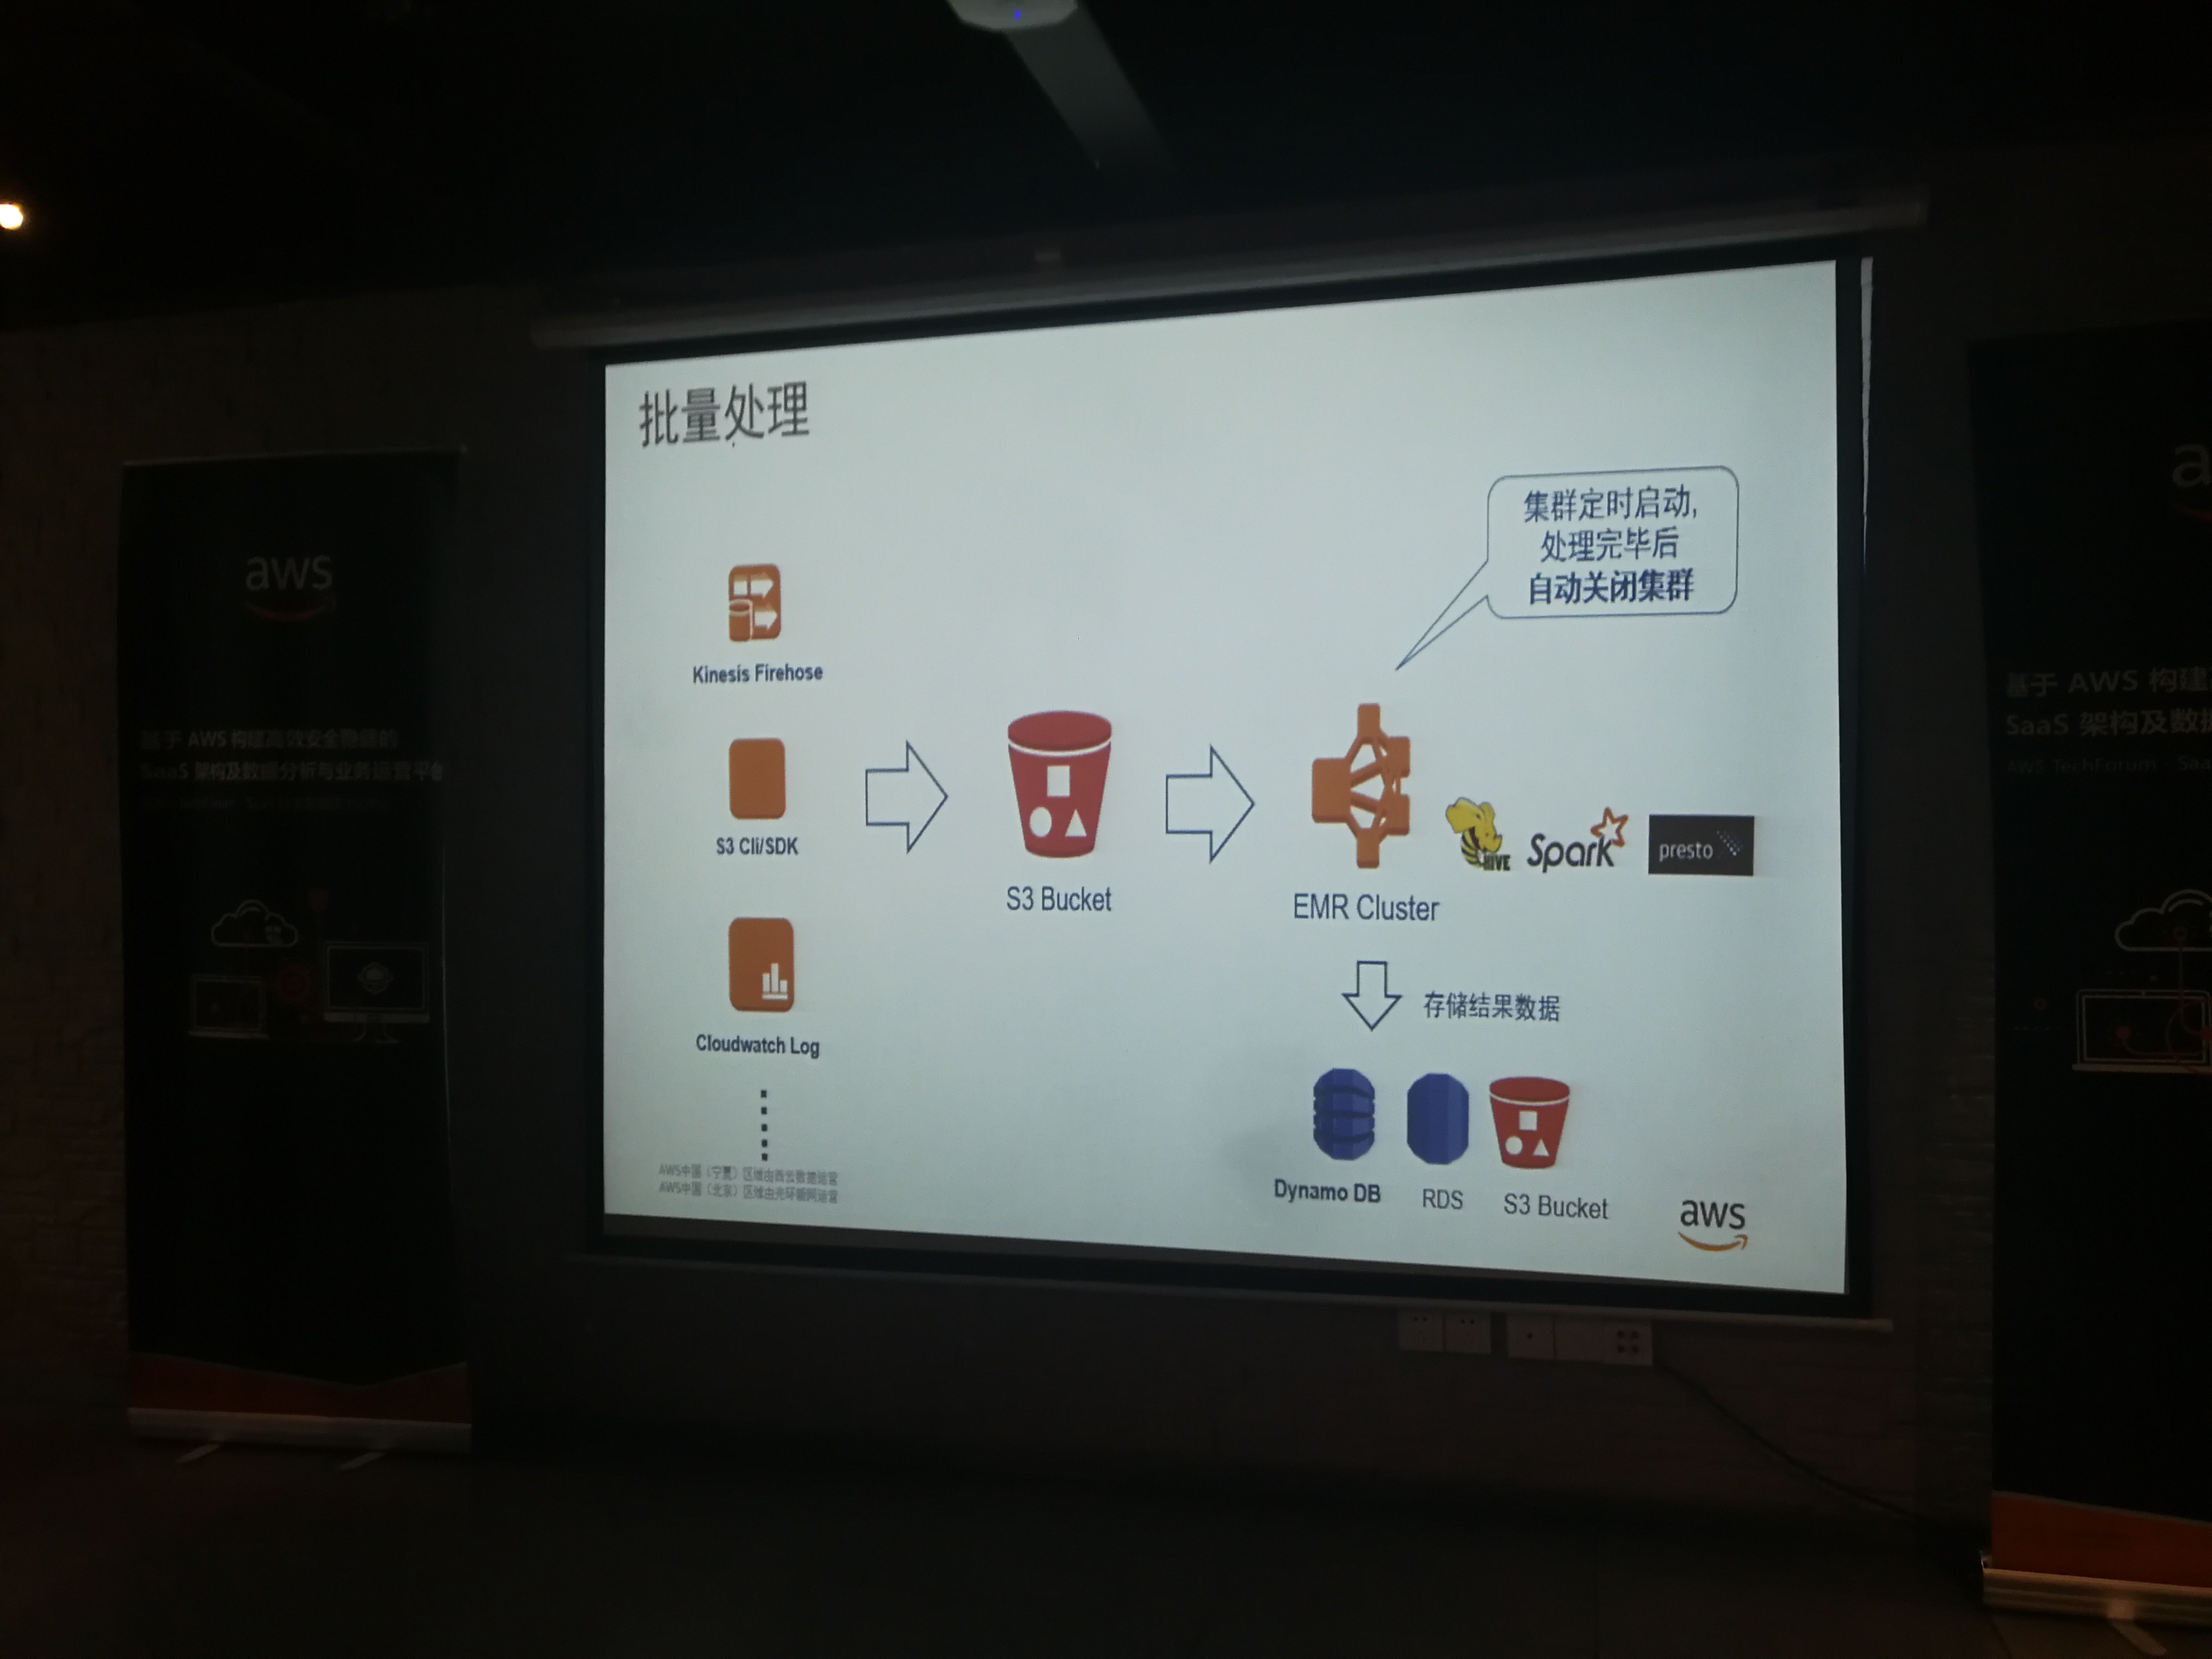 批量处理
集群定时启动,
处理完毕后
自动关闭集群
Kinesis Firehose
S3 Cli/SDK
Cloudwatch Log
S3 Bucket
EMR Cluster
HIVE
Spark
presto
存储结果数据
Dynamo DB
RDS
S3 Bucket
AWS中国（宁夏）区域由西云数据运营
AWS中国（北京）区域由光环新网运营
aws
aws
基于 AWS 构建高效安全稳定的
SaaS 架构及数据分析与业务运营平台
a
基于 AWS 构建
SaaS 架构及数据
AWS TechForum - Saa